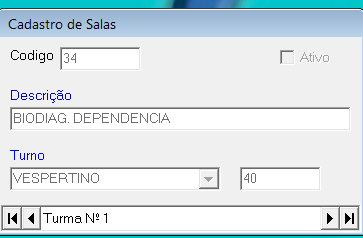 Cadastro de Salas
Codigo 34 Ativo
Descrição
BIODIAG. DEPENDENCIA
Turno
VESPERTINO 40
Turma Nº 1